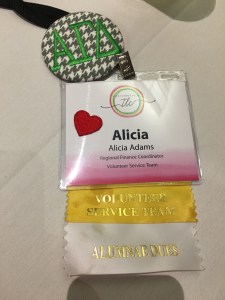 ΑΓΔ
Alicia
Alicia Adams
Regional Finance Coordinator
Volunteer Service Team
VOLUNTEER
SERVICE TEAM